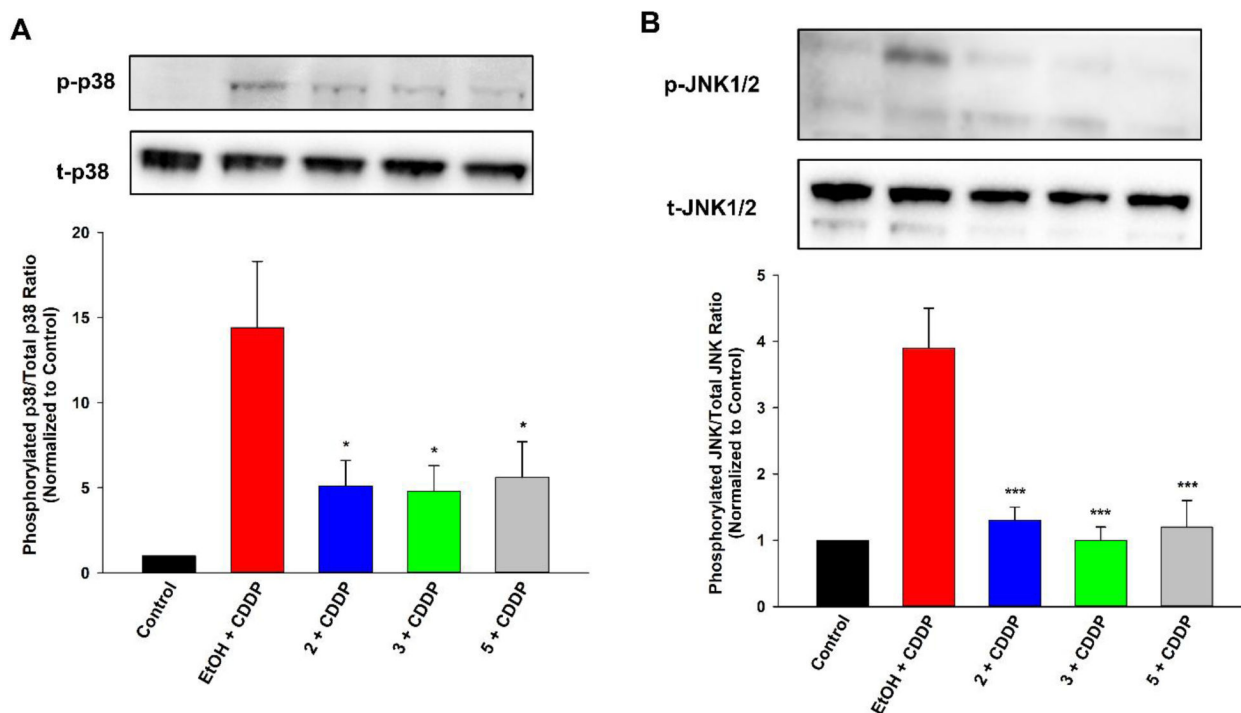 A
p-p38
t-p38
Phosphorylated p38/Total p38 Ratio
(Normalized to Control)
20
15
10
5
0
*
*
*
Control
EtOH + CDDP
2 + CDDP
3 + CDDP
5 + CDDP
B
p-JNK1/2
t-JNK1/2
Phosphorylated JNK/Total JNK Ratio
(Normalized to Control)
5
4
3
2
1
0
***
***
***
Control
EtOH + CDDP
2 + CDDP
3 + CDDP
5 + CDDP